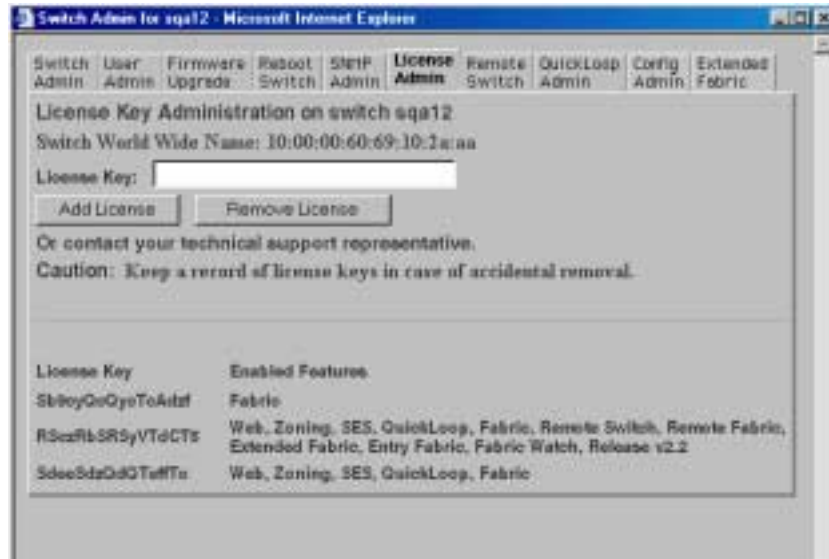 Switch Admin for sqa12 - Microsoft Internet Explorer
Switch Admin
User Admin
Firmware Upgrade
Reboot Switch
SNMP Admin
License Admin
Remote Switch
QuickLoop Admin
Config Admin
Extended Fabric
License Key Administration on switch sqa12
Switch World Wide Name: 10:00:00:60:69:10:2a:aa
License Key:
Add License
Remove License
Or contact your technical support representative.
Caution: Keep a record of license keys in case of accidental removal.
License Key Enabled Features
Fabric
Web, Zoning, SES, QuickLoop, Fabric, Remote Switch, Remote Fabric,
Extended Fabric, Entry Fabric, Fabric Watch, Release v2.2
Web, Zoning, SES, QuickLoop, Fabric